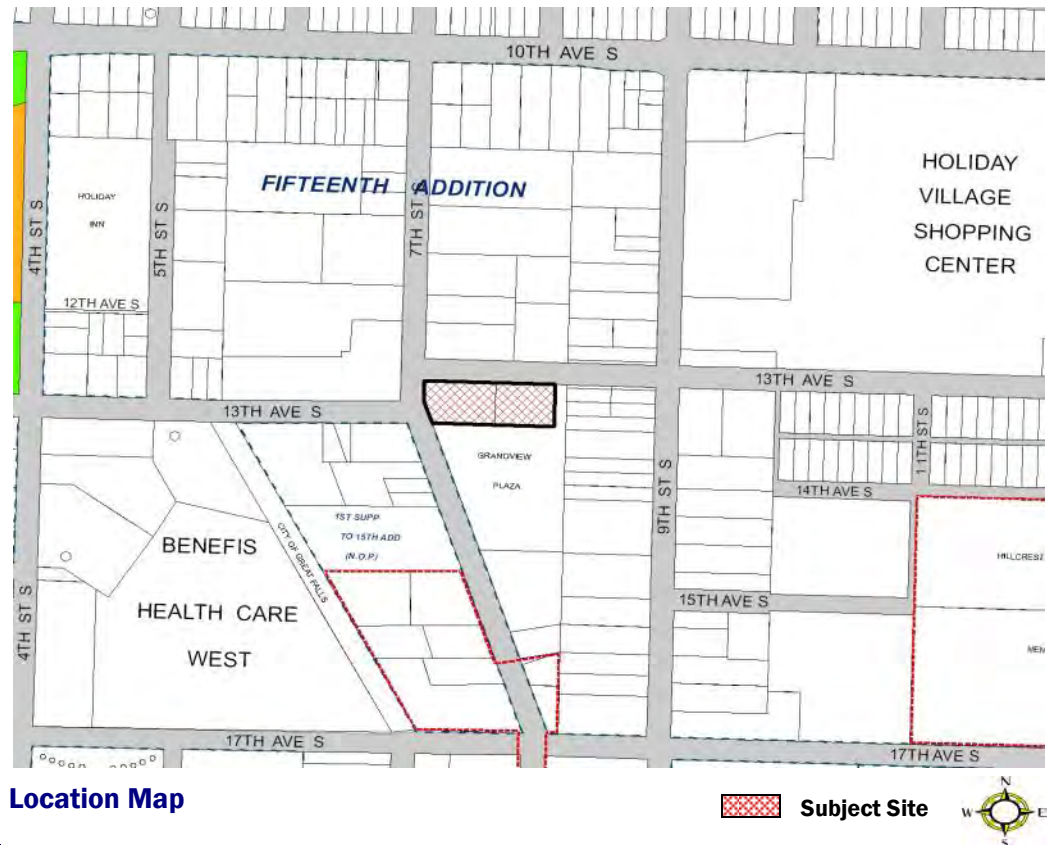 10TH AVE S
HOLIDAY
VILLAGE
SHOPPING
CENTER
FIFTEENTH ADDITION
HOLIDAY
INN
4TH ST S
5TH ST S
7TH ST S
12TH AVE S
13TH AVE S
13TH AVE S
11TH ST S
GRANDVIEW
PLAZA
9TH ST S
14TH AVE S
1ST SUPP
TO 15TH ADD
(N.O.P.)
CITY OF GREAT FALLS
BENEFIS
HEALTH CARE
WEST
HILLCREST
4TH ST S
15TH AVE S
MEM
17TH AVE S
17TH AVE S
Location Map
Subject Site
N
W
E
S